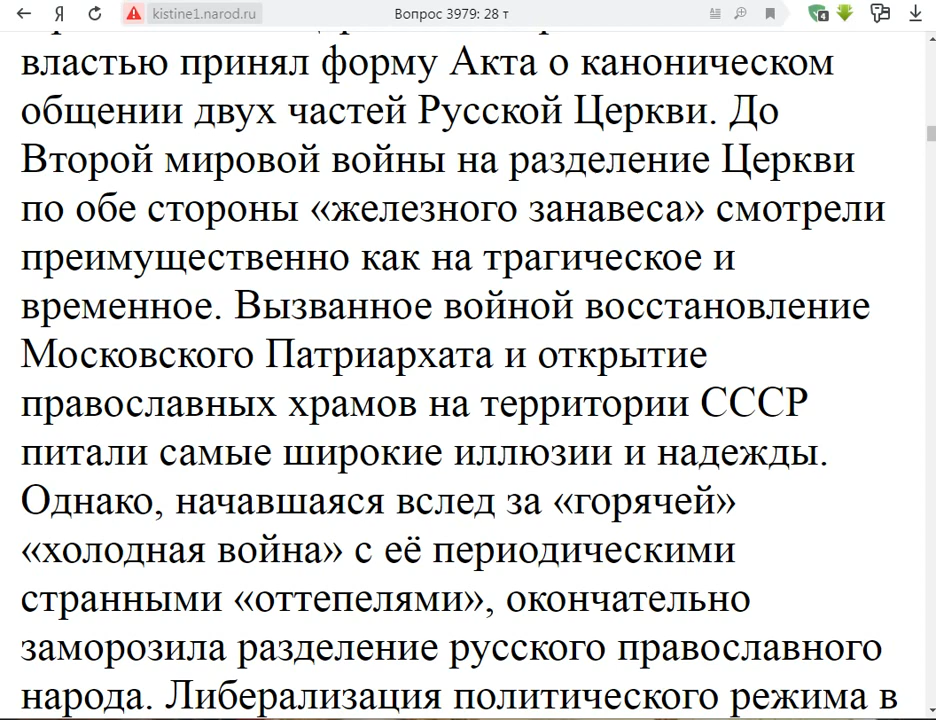 Я
kistine1.narod.ru
Вопрос 3979: 28 т
4
властью принял форму Акта о каноническом
общении двух частей Русской Церкви. До
Второй мировой войны на разделение Церкви
по обе стороны «железного занавеса» смотрели
преимущественно как на трагическое и
временное. Вызванное войной восстановление
Московского Патриархата и открытие
православных храмов на территории СССР
питали самые широкие иллюзии и надежды.
Однако, начавшаяся вслед за «горячей»
«холодная война» с её периодическими
странными «оттепелями», окончательно
заморозила разделение русского православного
народа. Либерализация политического режима в